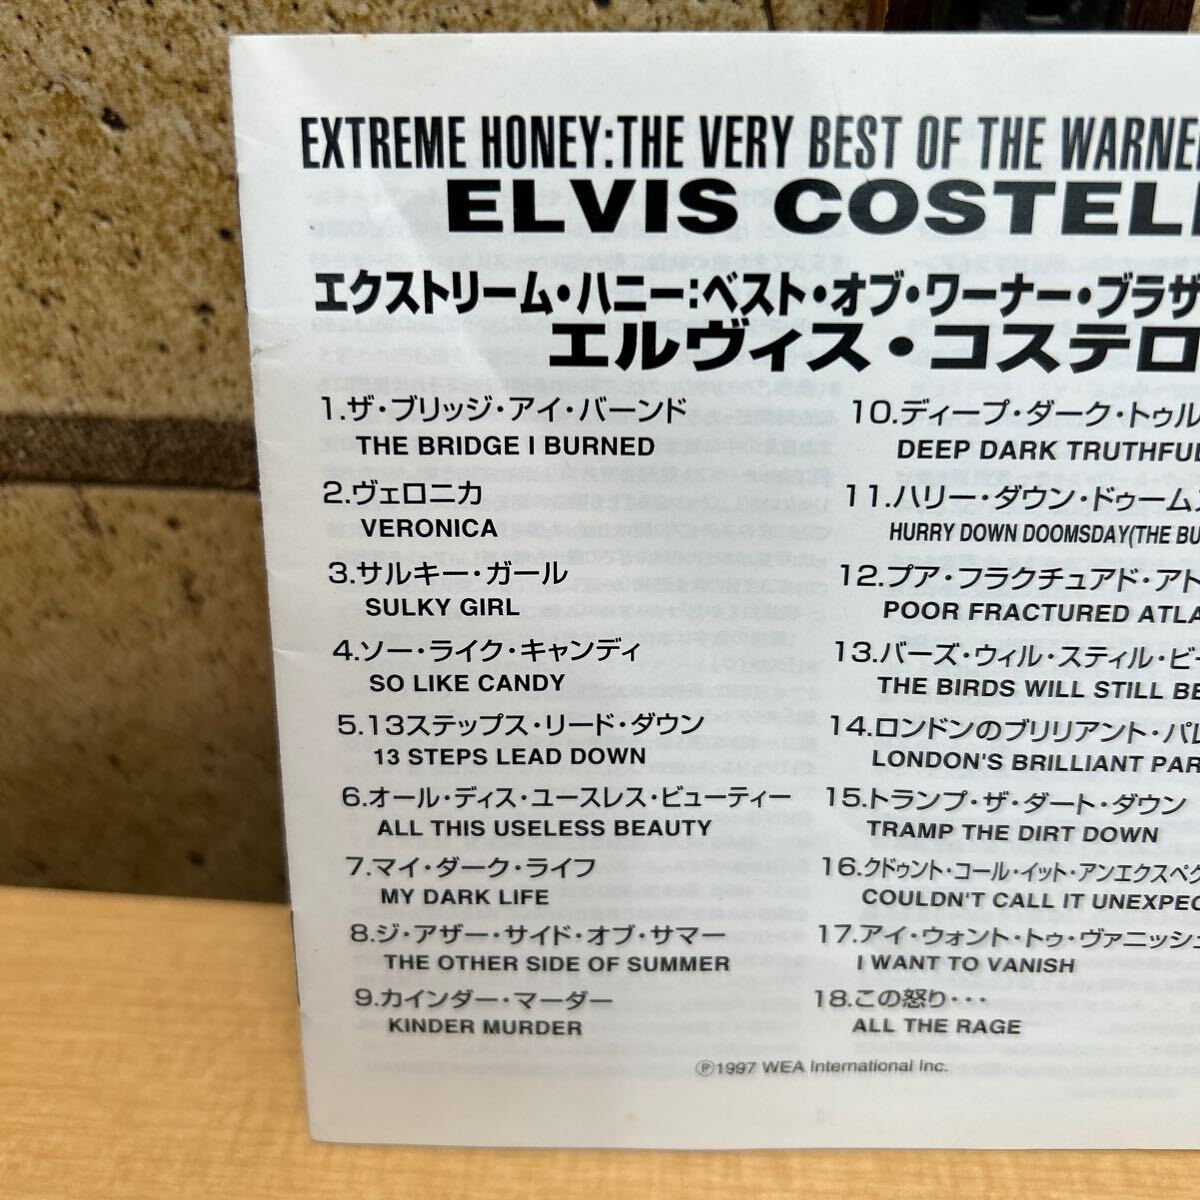 EXTREME HONEY:THE VERY BEST OF THE WARNE
ELVIS COSTEL
エクストリーム・ハニー:ベスト・オブ・ワーナー・ブラザ
エルヴィス・コステロ
1.ザ・ブリッジ・アイ・バーンド
THE BRIDGE I BURNED
2.ヴェロニカ
VERONICA
3.サルキー・ガール
SULKY GIRL
4.ソー・ライク・キャンディ
SO LIKE CANDY
5.13ステップス・リード・ダウン
13 STEPS LEAD DOWN
6.オール・ディス・ユースレス・ビューティー
ALL THIS USELESS BEAUTY
7.マイ・ダーク・ライフ
MY DARK LIFE
8.ジ・アザー・サイド・オブ・サマー
THE OTHER SIDE OF SUMMER
9.カインダー・マーダー
KINDER MURDER
10.ディープ・ダーク・トゥル
DEEP DARK TRUTHFUL
11.ハリー・ダウン・ドゥームス
HURRY DOWN DOOMSDAY(THE BU
12.プア・フラクチュアド・アト
POOR FRACTURED ATLA
13.バーズ・ウィル・スティル・ビ
THE BIRDS WILL STILL BE
14.ロンドンのブリリアント・パレ
LONDON'S BRILLIANT PAR
15.トランプ・ザ・ダート・ダウン
TRAMP THE DIRT DOWN
16.クドゥント・コール・イット・アンエクスペク
COULDN'T CALL IT UNEXPEC
17.アイ・ウォント・トゥ・ヴァニッシュ
I WANT TO VANISH
18.この怒り・・・
ALL THE RAGE
℗1997 WEA International Inc.